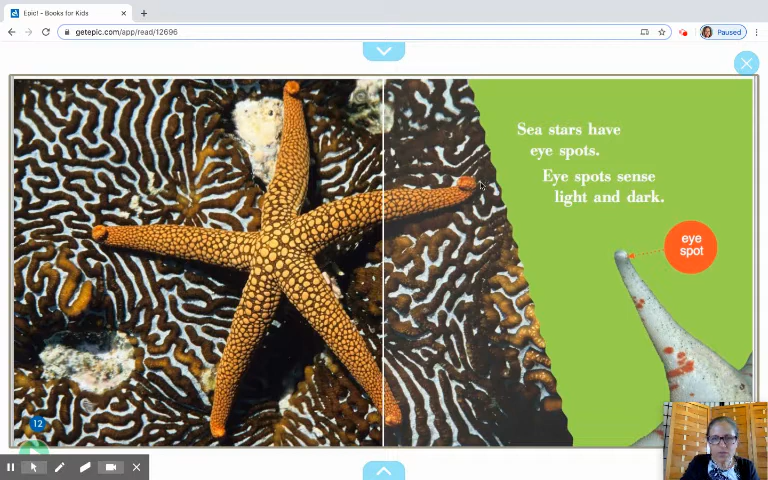 Epic! - Books for Kids
getepic.com/app/read/12696
Paused
Sea stars have
eye spots.
Eye spots sense
light and dark.
eye
spot
12